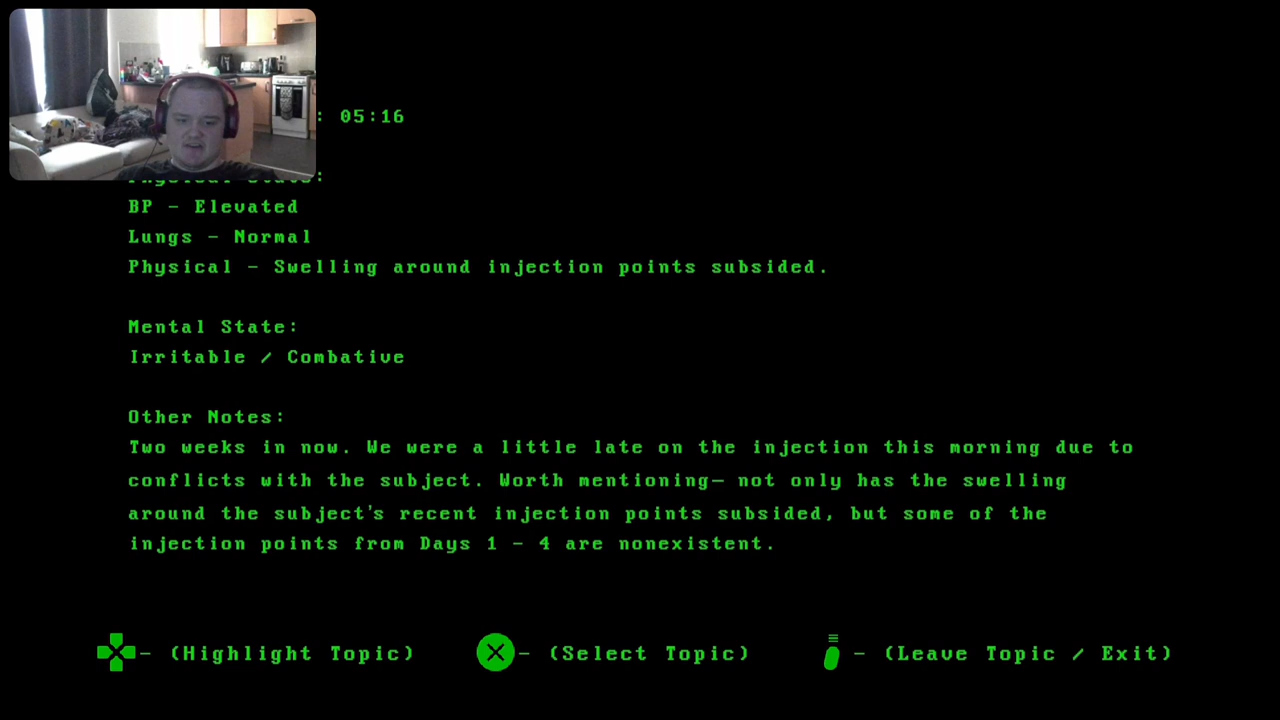 : 05:16
Physical State:
BP - Elevated
Lungs - Normal
Physical - Swelling around injection points subsided.
Mental State:
Irritable / Combative
Other Notes:
Two weeks in now. We were a little late on the injection this morning due to
conflicts with the subject. Worth mentioning— not only has the swelling
around the subject's recent injection points subsided, but some of the
injection points from Days 1 - 4 are nonexistent.
- (Highlight Topic) - (Select Topic) - (Leave Topic / Exit)